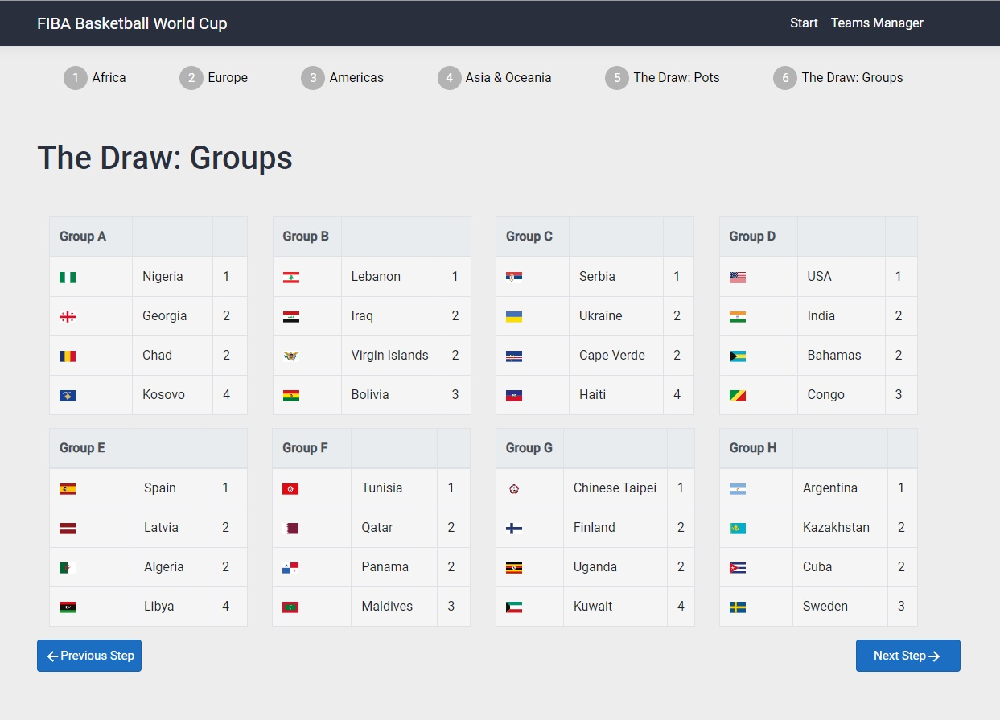 FIBA Basketball World Cup
Start Teams Manager
1 Africa 2 Europe 3 Americas 4 Asia & Oceania 5 The Draw: Pots 6 The Draw: Groups
The Draw: Groups
Group A
Nigeria 1
Georgia 2
Chad 2
Kosovo 4
Group B
Lebanon 1
Iraq 2
Virgin Islands 2
Bolivia 3
Group C
Serbia 1
Ukraine 2
Cape Verde 2
Haiti 4
Group D
USA 1
India 2
Bahamas 2
Congo 3
Group E
Spain 1
Latvia 2
Algeria 2
Libya 4
Group F
Tunisia 1
Qatar 2
Panama 2
Maldives 3
Group G
Chinese Taipei 1
Finland 2
Uganda 2
Kuwait 4
Group H
Argentina 1
Kazakhstan 2
Cuba 2
Sweden 3
←Previous Step
Next Step→